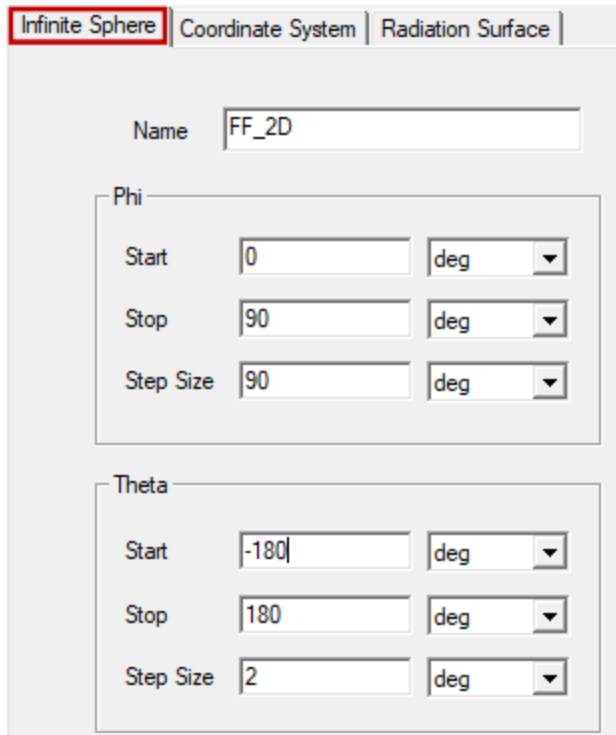 Infinite Sphere Coordinate System Radiation Surface
Name FF_2D
Phi
Start 0 deg
Stop 90 deg
Step Size 90 deg
Theta
Start -180 deg
Stop 180 deg
Step Size 2 deg